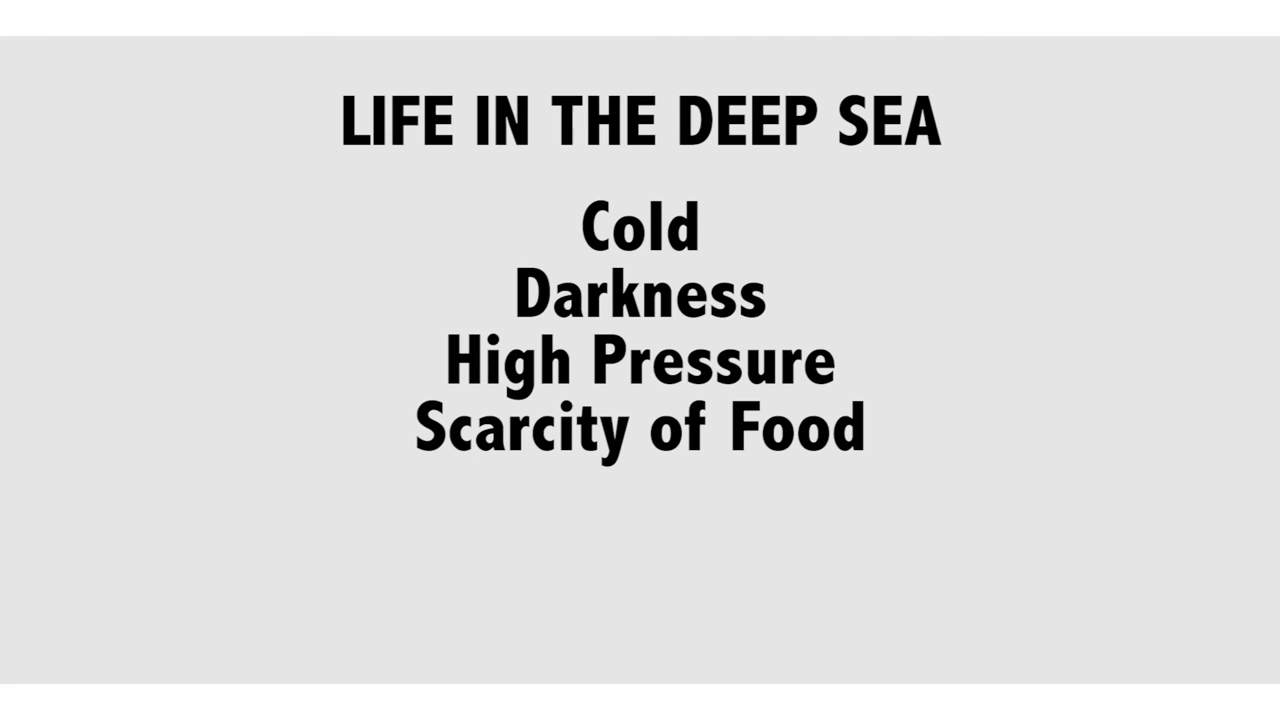 LIFE IN THE DEEP SEA
Cold
Darkness
High Pressure
Scarcity of Food